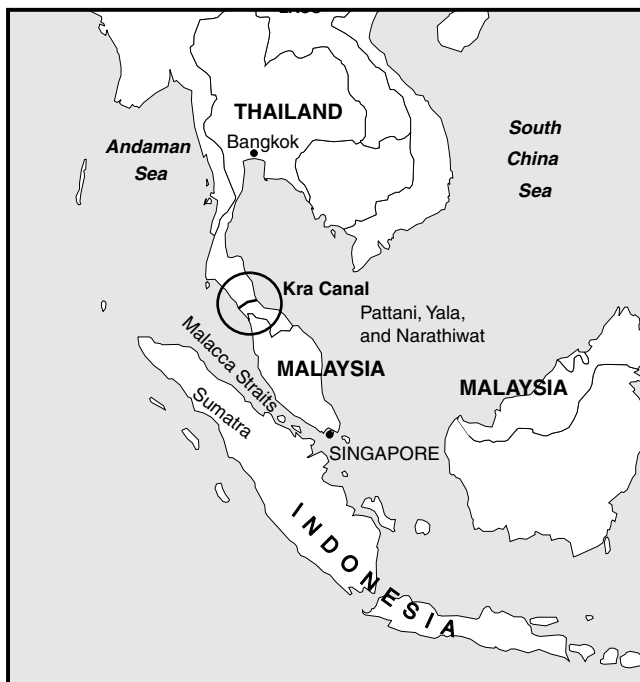 THAILAND
Bangkok
Andaman
Sea
South
China
Sea
Kra Canal
Pattani, Yala,
and Narathiwat
Malacca Straits
MALAYSIA
MALAYSIA
Sumatra
SINGAPORE
INDONESIA